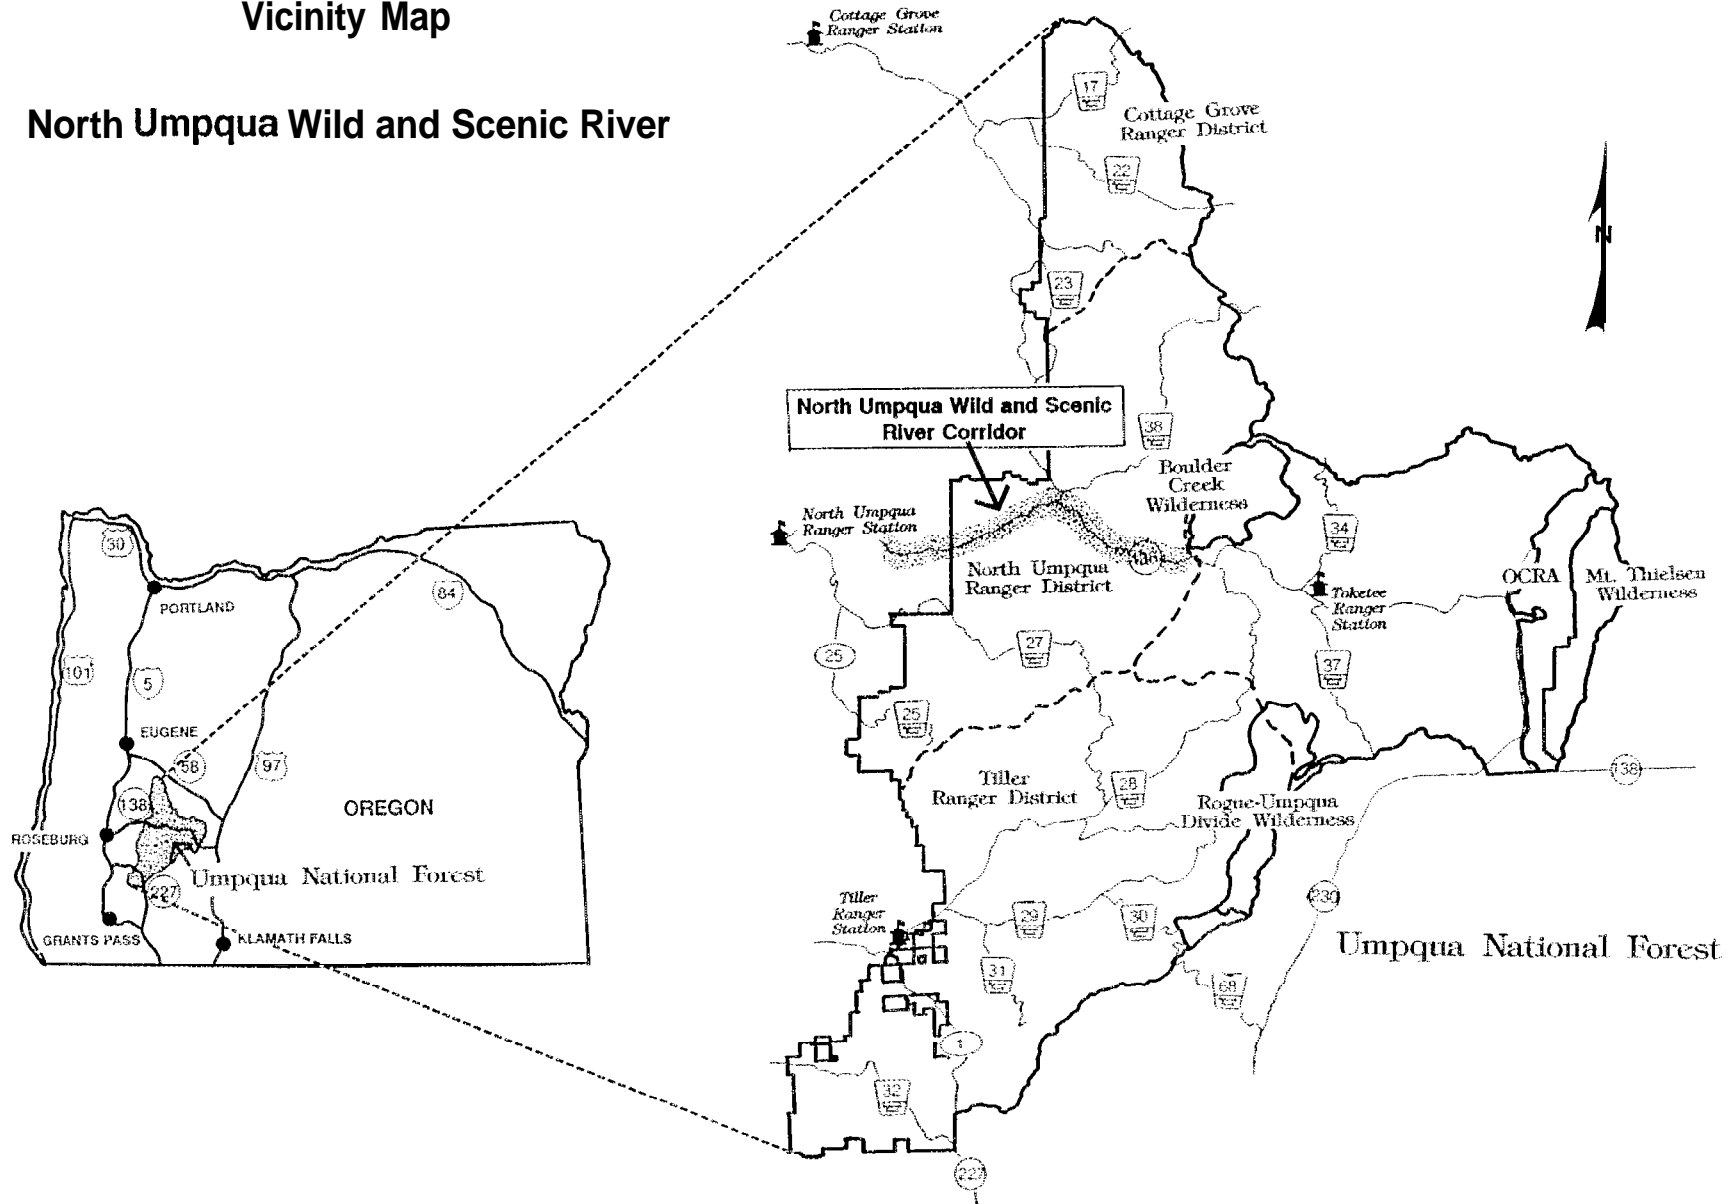 Vicinity Map
North Umpqua Wild and Scenic River
Cottage Grove
Ranger Station
17
Cottage Grove
Ranger District
22
N
23
North Umpqua Wild and Scenic
River Corridor
38
Boulder
Creek
Wilderness
North Umpqua
Ranger Station
34
North Umpqua
Ranger District
OCRA
Mt. Thielsen
Wilderness
Toketee
Ranger
Station
27
25
37
25
Tiller
Ranger District
28
138
Rogue-Umpqua
Divide Wilderness
Tiller
Ranger
Station
29
30
230
Umpqua National Forest
31
68
1
32
227
30
PORTLAND
84
101
5
EUGENE
58
97
138
OREGON
ROSEBURG
Umpqua National Forest
227
GRANTS PASS
KLAMATH FALLS